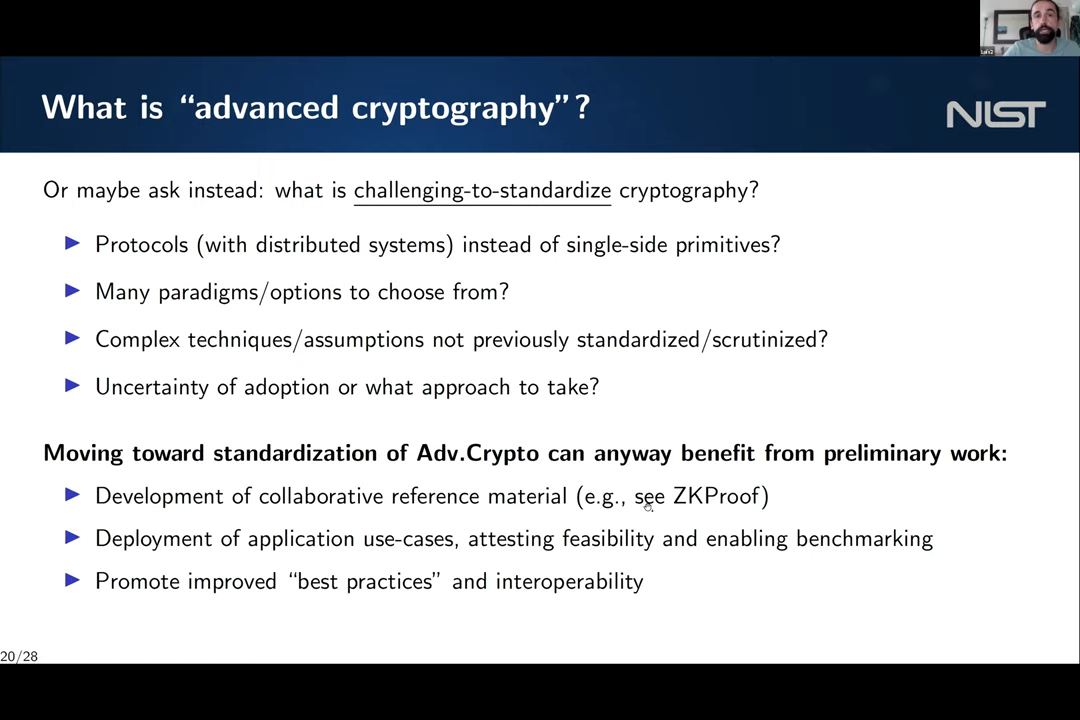 What is “advanced cryptography”?
NIST
Or maybe ask instead: what is challenging-to-standardize cryptography?
Protocols (with distributed systems) instead of single-side primitives?
Many paradigms/options to choose from?
Complex techniques/assumptions not previously standardized/scrutinized?
Uncertainty of adoption or what approach to take?
Moving toward standardization of Adv.Crypto can anyway benefit from preliminary work:
Development of collaborative reference material (e.g., see ZKProof)
Deployment of application use-cases, attesting feasibility and enabling benchmarking
Promote improved “best practices” and interoperability
20/28